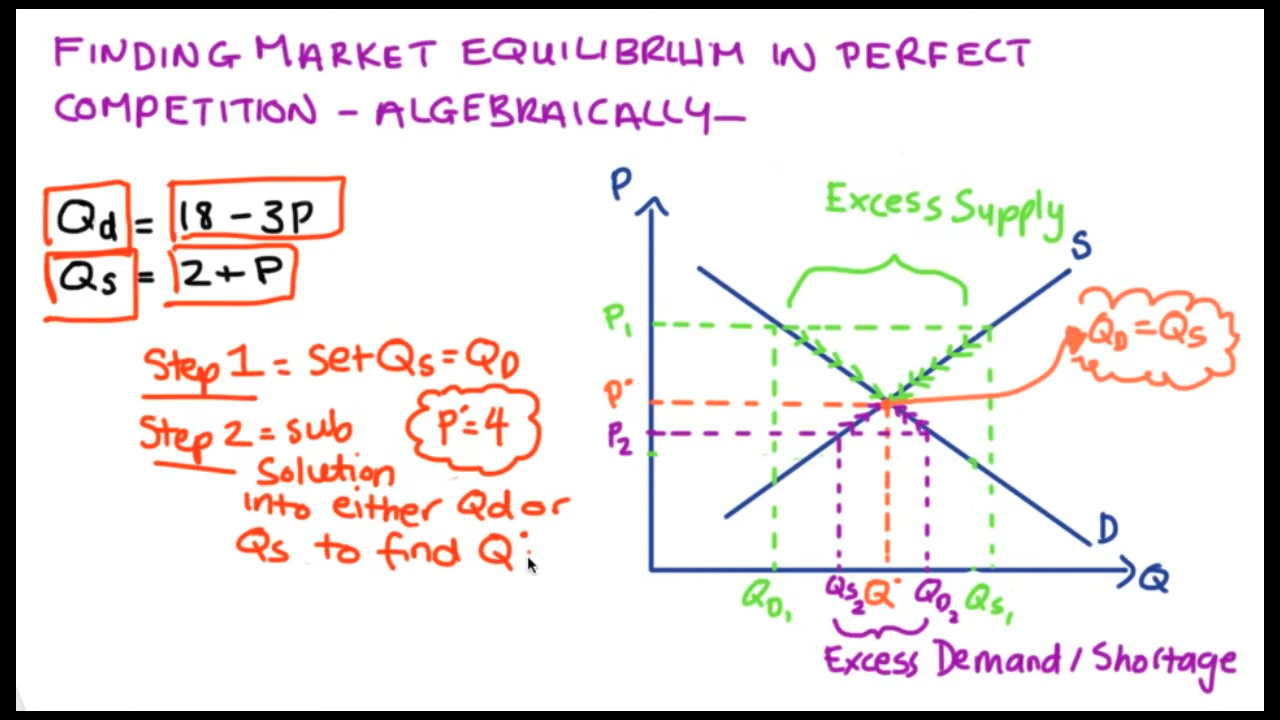 FINDING MARKET EQUILIBRIUM IN PERFECT
COMPETITION - ALGEBRAICALLY -
Qd = 18 - 3P
Qs = 2 + P
Step 1 = set Qs = QD
Step 2 = sub
P* = 4
Solution
into either Qd or
Qs to find Q*
P
Excess Supply
S
P1
QD = QS
P*
P2
D
Q
QD1
QS2
Q*
QD2
QS1
Excess Demand / Shortage